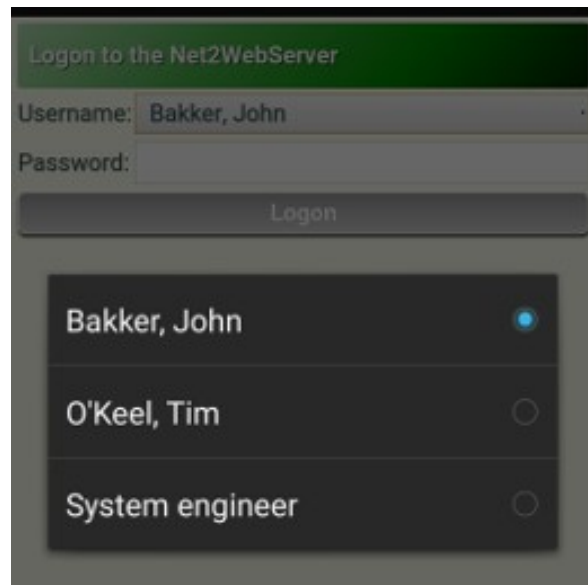 Logon to the Net2WebServer
Username: Bakker, John
Password:
Logon
Bakker, John
O'Keel, Tim
System engineer